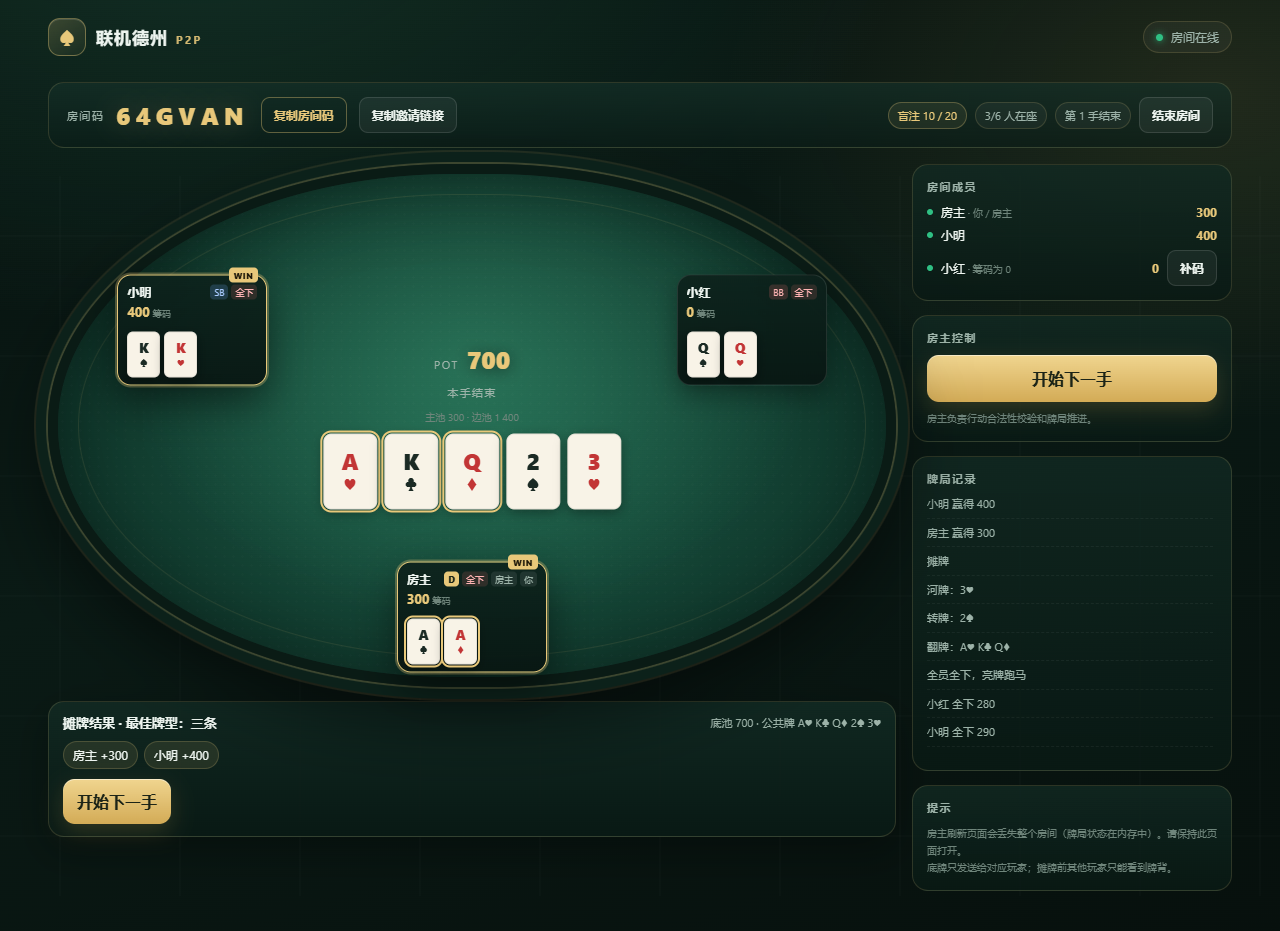 联机德州 P2P
房间在线
房间码 64GVAN 复制房间码 复制邀请链接 盲注 10 / 20 3/6 人在座 第 1 手结束 结束房间
WIN
小明 SB 全下
400 筹码
K♠ K♥
小红 BB 全下
0 筹码
Q♠ Q♥
POT 700
本手结束
主池 300 · 边池 1 400
A♥ K♣ Q♦ 2♠ 3♥
WIN
房主 D 全下 房主 你
300 筹码
A♣ A♦
摊牌结果 · 最佳牌型：三条 底池 700 · 公共牌 A♥ K♣ Q♦ 2♠ 3♥
房主 +300 小明 +400
开始下一手
房间成员
房主 · 你 / 房主 300
小明 400
小红 · 筹码为 0 0 补码
房主控制
开始下一手
房主负责行动合法性校验和牌局推进。
牌局记录
小明 赢得 400
房主 赢得 300
摊牌
河牌：3♥
转牌：2♠
翻牌：A♥ K♣ Q♦
全员全下，亮牌跑马
小红 全下 280
小明 全下 290
提示
房主刷新页面会丢失整个房间（牌局状态在内存中）。请保持此页
面打开。
底牌只发送给对应玩家；摊牌前其他玩家只能看到牌背。